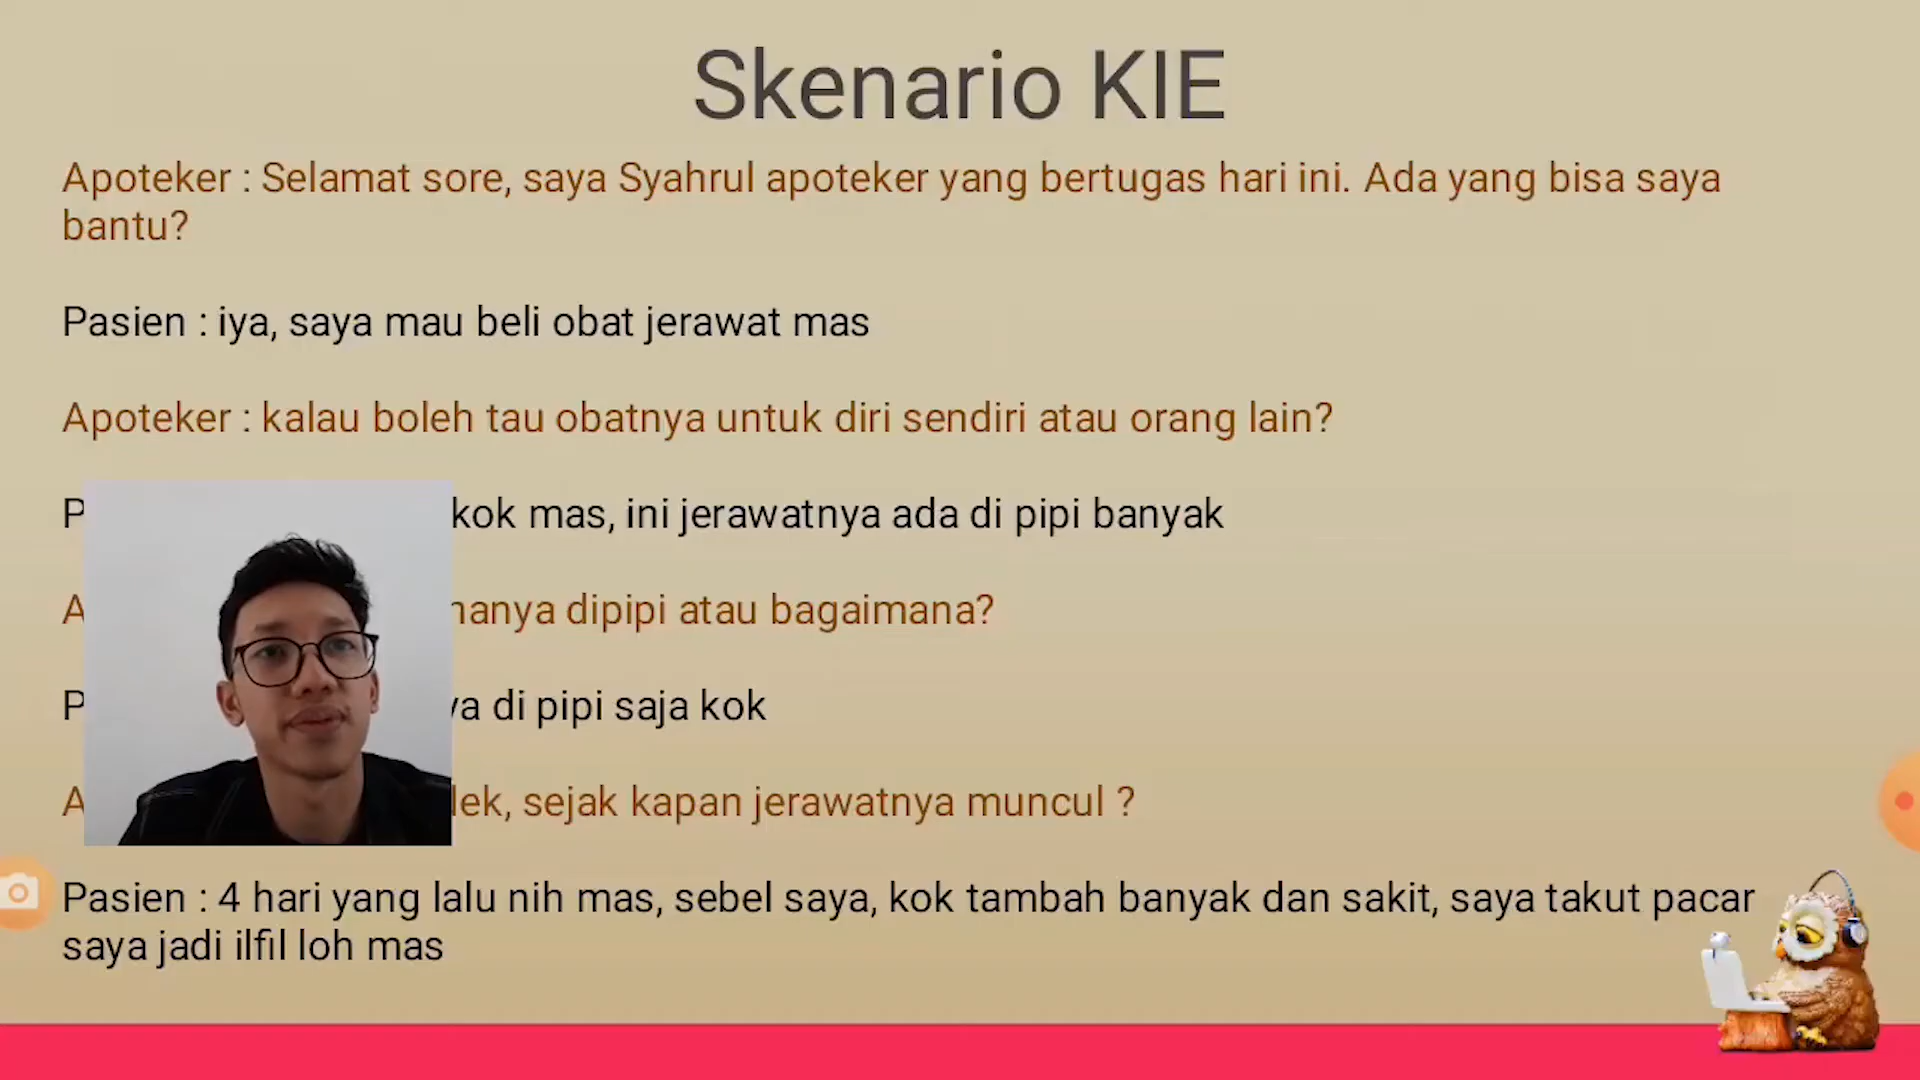 Skenario KIE
Apoteker : Selamat sore, saya Syahrul apoteker yang bertugas hari ini. Ada yang bisa saya
bantu?
Pasien : iya, saya mau beli obat jerawat mas
Apoteker : kalau boleh tau obatnya untuk diri sendiri atau orang lain?
kok mas, ini jerawatnya ada di pipi banyak
dipipi atau bagaimana?
di pipi saja kok
sejak kapan jerawatnya muncul ?
Pasien : 4 hari yang lalu nih mas, sebel saya, kok tambah banyak dan sakit, saya takut pacar
saya jadi ilfil loh mas